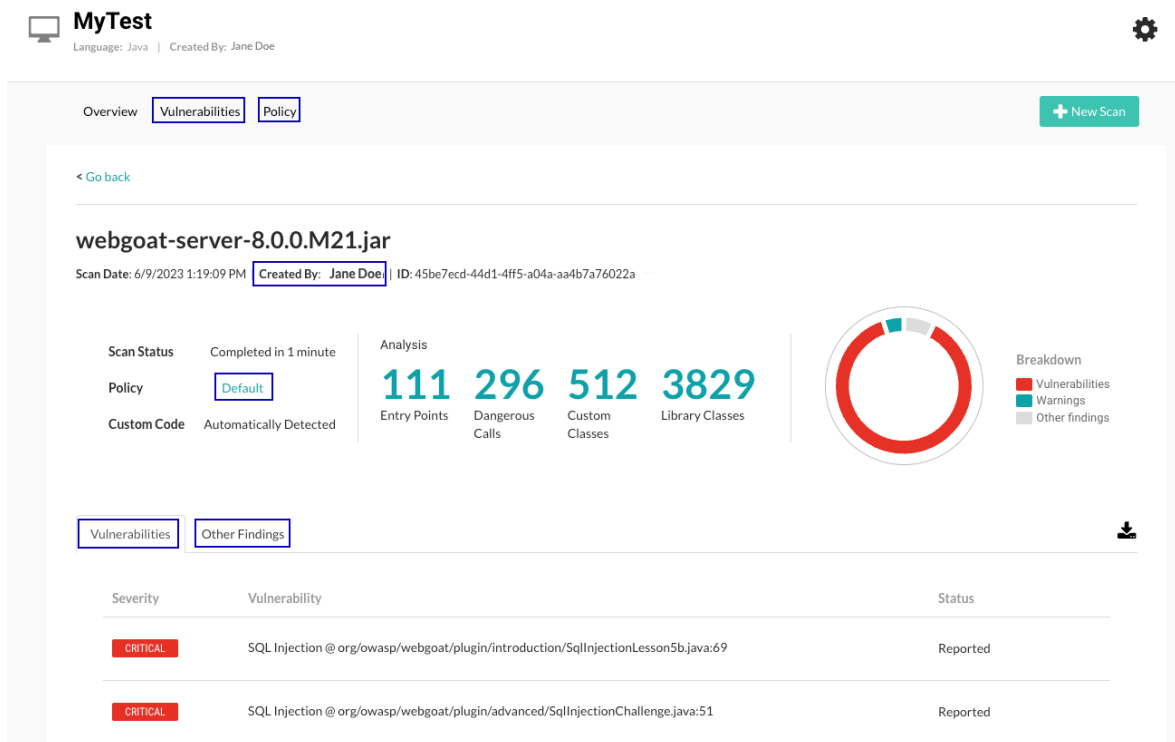 MyTest
Language: Java | Created By: Jane Doe
Overview Vulnerabilities Policy
New Scan
< Go back
webgoat-server-8.0.0.M21.jar
Scan Date: 6/9/2023 1:19:09 PM Created By: Jane Doe | ID: 45be7ecd-44d1-4ff5-a04a-aa4b7a76022a
Scan Status Completed in 1 minute
Policy Default
Custom Code Automatically Detected
Analysis
111 296 512 3829
Entry Points Dangerous Calls Custom Classes Library Classes
Breakdown
Vulnerabilities
Warnings
Other findings
Vulnerabilities Other Findings
Severity Vulnerability Status
CRITICAL SQL Injection @ org/owasp/webgoat/plugin/introduction/SqlInjectionLesson5b.java:69 Reported
CRITICAL SQL Injection @ org/owasp/webgoat/plugin/advanced/SqlInjectionChallenge.java:51 Reported